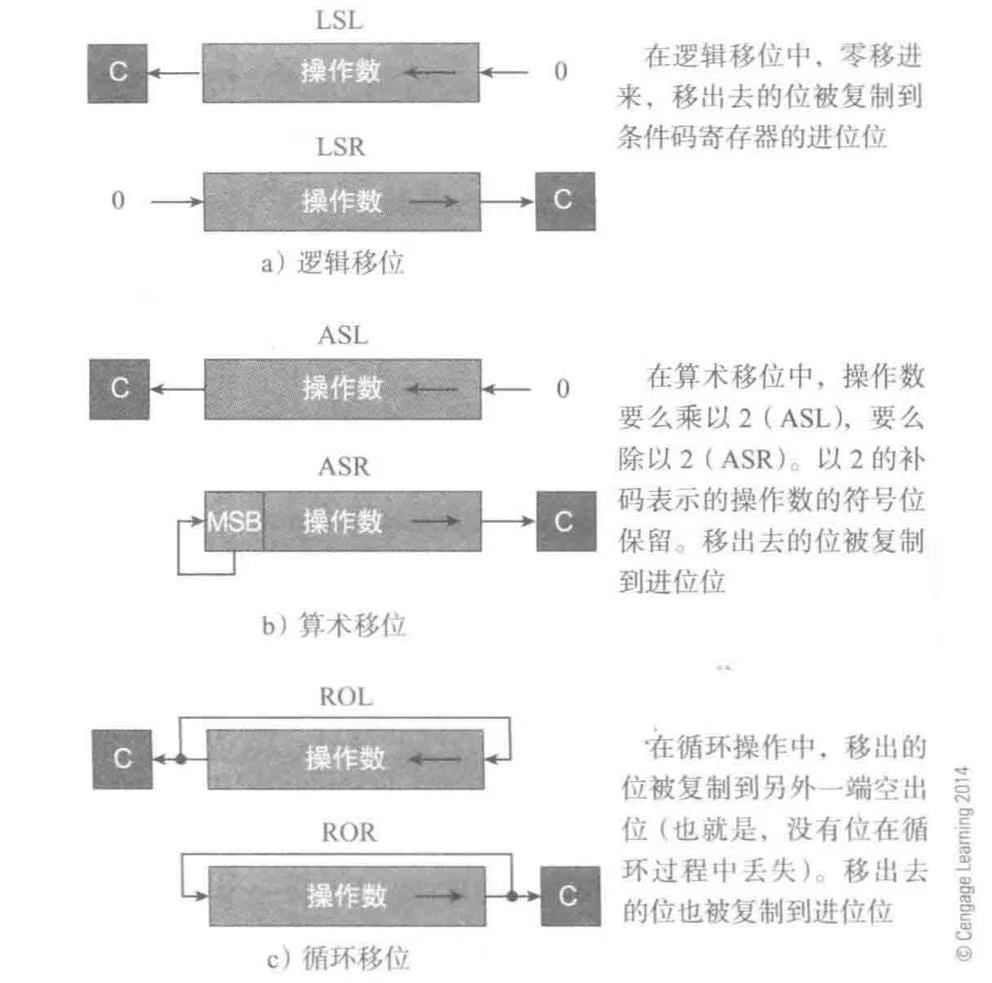 LSL
C
操作数
0
在逻辑移位中，零移进
来，移出去的位被复制到
条件码寄存器的进位位
LSR
0
操作数
C
a）逻辑移位
ASL
C
操作数
0
在算术移位中，操作数
要么乘以 2（ASL），要么
除以 2（ASR）。以 2 的补
码表示的操作数的符号位
保留。移出去的位被复制
到进位位
ASR
MSB
操作数
C
b）算术移位
ROL
C
操作数
在循环操作中，移出的
位被复制到另外一端空出
位（也就是，没有位在循
环过程中丢失）。移出去
的位也被复制到进位位
ROR
操作数
C
c）循环移位
© Cengage Learning 2014